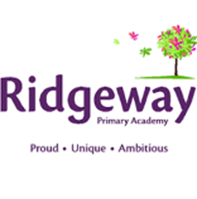 Ridgeway
Primary Academy
Proud • Unique • Ambitious